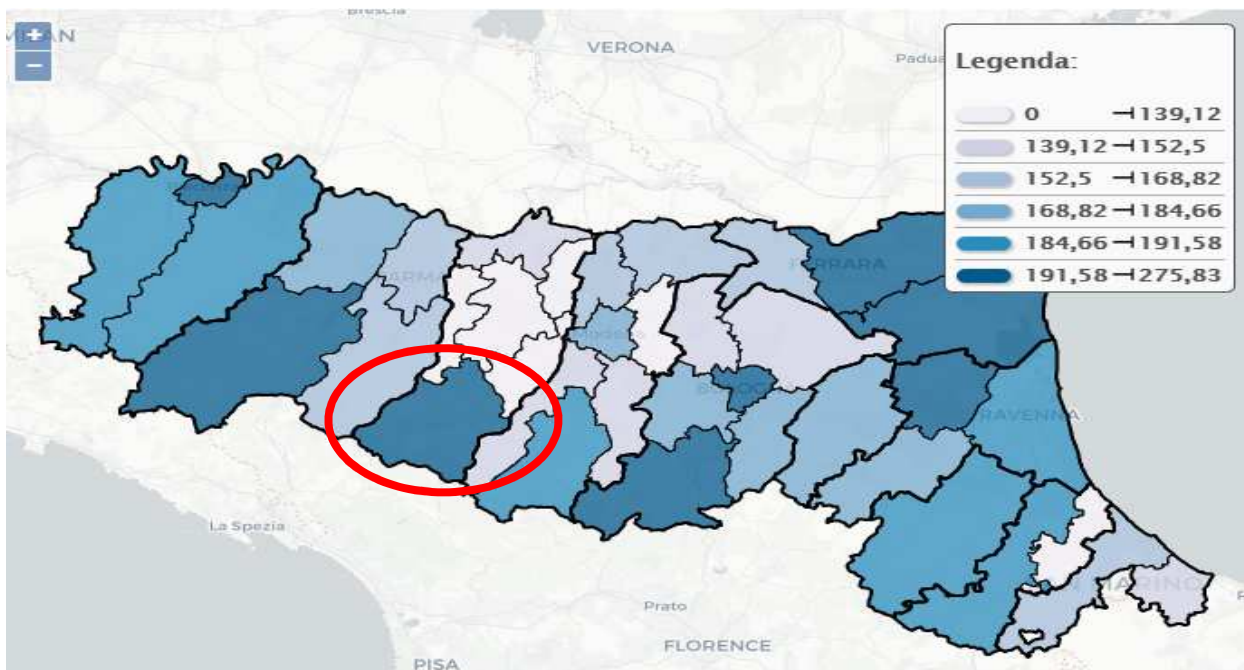 Brescia
VERONA
Padua
+
−
Legenda:
0 ⊣139,12
139,12 ⊣152,5
152,5 ⊣168,82
168,82 ⊣184,66
184,66 ⊣191,58
191,58 ⊣275,83
FERRARA
RAVENNA
La Spezia
MARINO
Prato
FLORENCE
PISA